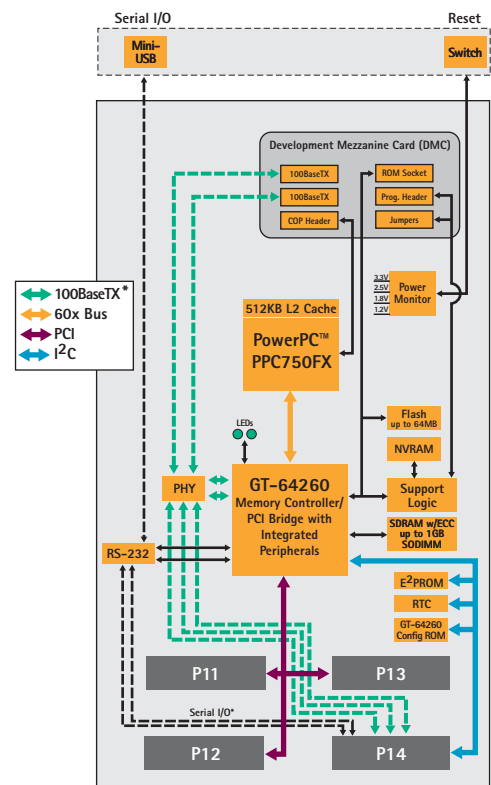 Serial I/O
Reset
Mini-
USB
Switch
Development Mezzanine Card (DMC)
100BaseTX
ROM Socket
100BaseTX
Prog. Header
COP Header
Jumpers
3.3V
2.5V
1.8V
1.2V
Power
Monitor
100BaseTX*
60x Bus
PCI
I²C
512KB L2 Cache
PowerPC™
PPC750FX
LEDs
Flash
up to 64MB
NVRAM
PHY
GT-64260
Memory Controller/
PCI Bridge with
Integrated
Peripherals
Support
Logic
SDRAM w/ECC
up to 1GB
SODIMM
RS-232
E²PROM
RTC
GT-64260
Config ROM
P11
P13
Serial I/O*
P12
P14